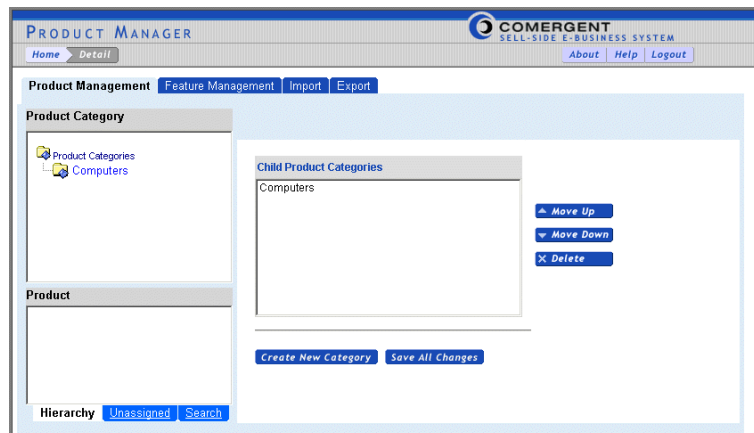 PRODUCT MANAGER
COMERGENT
SELL-SIDE E-BUSINESS SYSTEM
Home Detail
About Help Logout
Product Management Feature Management Import Export
Product Category
Product Categories
Computers
Child Product Categories
Computers
Move Up
Move Down
Delete
Product
Create New Category Save All Changes
Hierarchy Unassigned Search